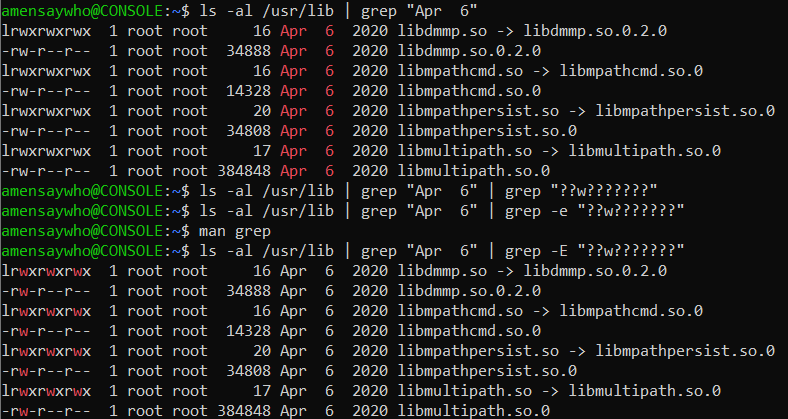 amensaywho@CONSOLE:~$ ls -al /usr/lib | grep "Apr  6"
lrwxrwxrwx  1 root root     16 Apr  6  2020 libdmmp.so -> libdmmp.so.0.2.0
-rw-r--r--  1 root root  34888 Apr  6  2020 libdmmp.so.0.2.0
lrwxrwxrwx  1 root root     16 Apr  6  2020 libmpathcmd.so -> libmpathcmd.so.0
-rw-r--r--  1 root root  14328 Apr  6  2020 libmpathcmd.so.0
lrwxrwxrwx  1 root root     20 Apr  6  2020 libmpathpersist.so -> libmpathpersist.so.0
-rw-r--r--  1 root root  34808 Apr  6  2020 libmpathpersist.so.0
lrwxrwxrwx  1 root root     17 Apr  6  2020 libmultipath.so -> libmultipath.so.0
-rw-r--r--  1 root root 384848 Apr  6  2020 libmultipath.so.0
amensaywho@CONSOLE:~$ ls -al /usr/lib | grep "Apr  6" | grep "??w???????"
amensaywho@CONSOLE:~$ ls -al /usr/lib | grep "Apr  6" | grep -e "??w???????"
amensaywho@CONSOLE:~$ man grep
amensaywho@CONSOLE:~$ ls -al /usr/lib | grep "Apr  6" | grep -E "??w???????"
lrwxrwxrwx  1 root root     16 Apr  6  2020 libdmmp.so -> libdmmp.so.0.2.0
-rw-r--r--  1 root root  34888 Apr  6  2020 libdmmp.so.0.2.0
lrwxrwxrwx  1 root root     16 Apr  6  2020 libmpathcmd.so -> libmpathcmd.so.0
-rw-r--r--  1 root root  14328 Apr  6  2020 libmpathcmd.so.0
lrwxrwxrwx  1 root root     20 Apr  6  2020 libmpathpersist.so -> libmpathpersist.so.0
-rw-r--r--  1 root root  34808 Apr  6  2020 libmpathpersist.so.0
lrwxrwxrwx  1 root root     17 Apr  6  2020 libmultipath.so -> libmultipath.so.0
-rw-r--r--  1 root root 384848 Apr  6  2020 libmultipath.so.0